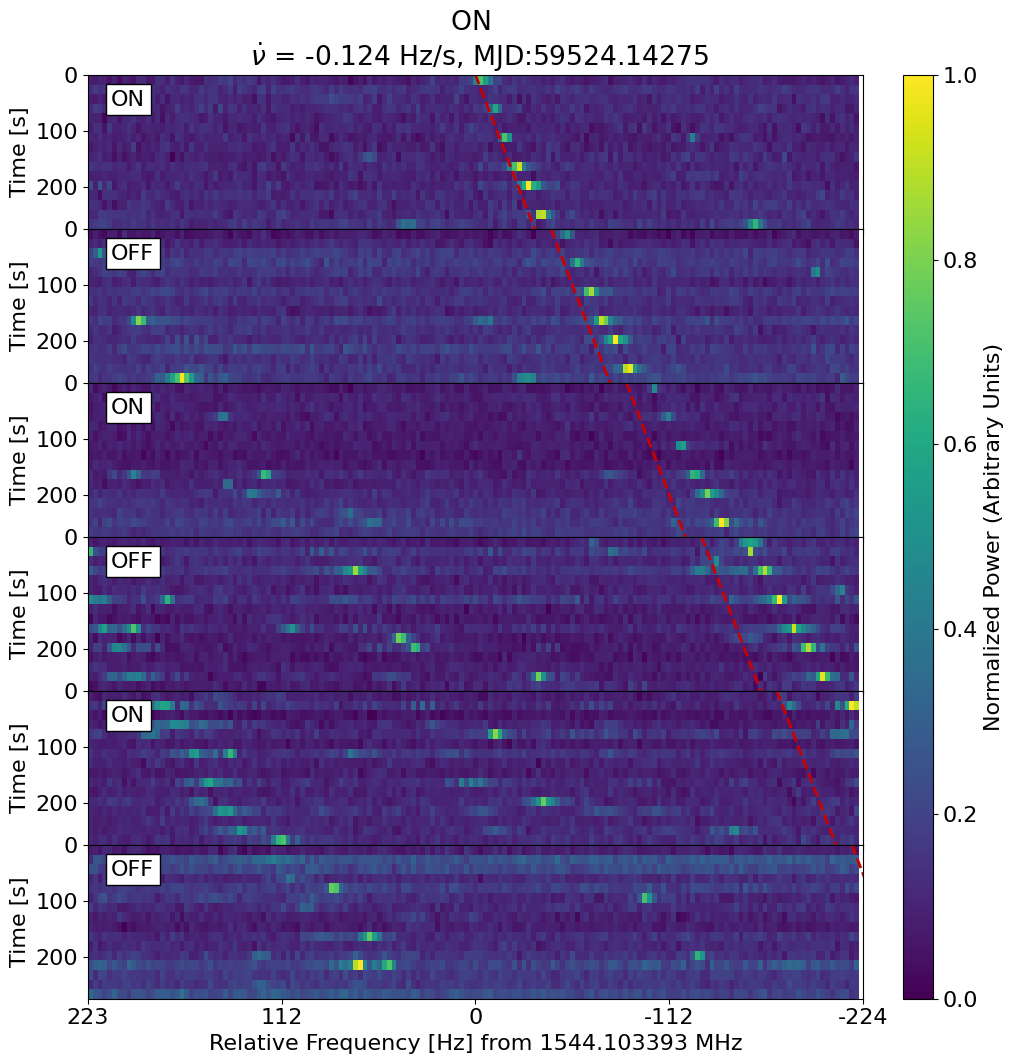 ON
ν̇ = -0.124 Hz/s, MJD:59524.14275
0
100
200
Time [s]
ON
0
100
200
Time [s]
OFF
0
100
200
Time [s]
ON
0
100
200
Time [s]
OFF
0
100
200
Time [s]
ON
0
100
200
Time [s]
OFF
223 112 0 -112 -224
Relative Frequency [Hz] from 1544.103393 MHz
1.0
0.8
0.6
0.4
0.2
0.0
Normalized Power (Arbitrary Units)